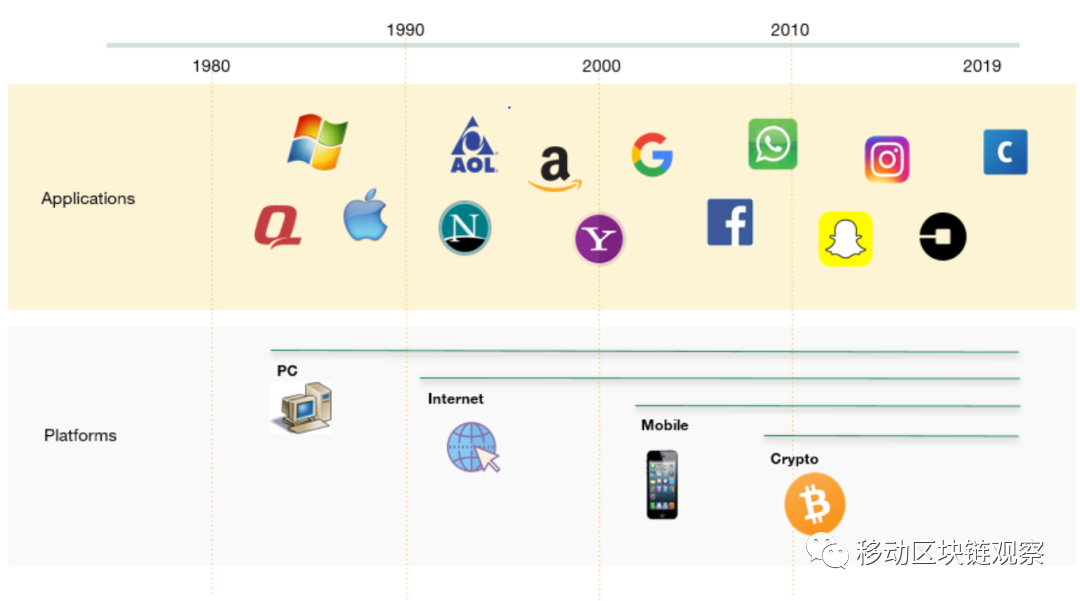 1990
2010
1980
2000
2019
Applications
AOL
a
G
C
Q
N
Y
f
Platforms
PC
Internet
Mobile
Crypto
移动区块链观察